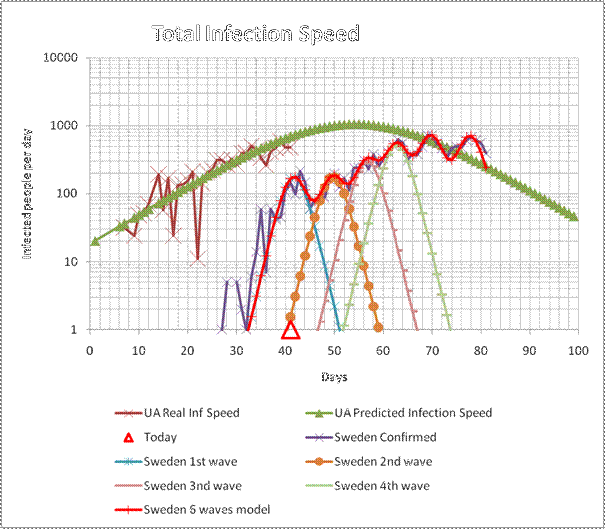 Total Infection Speed
Infected people per day
10000
1000
100
10
1
0 10 20 30 40 50 60 70 80 90 100
Days
UA Real Inf Speed UA Predicted Infection Speed
Today Sweden Confirmed
Sweden 1st wave Sweden 2nd wave
Sweden 3nd wave Sweden 4th wave
Sweden 6 waves model